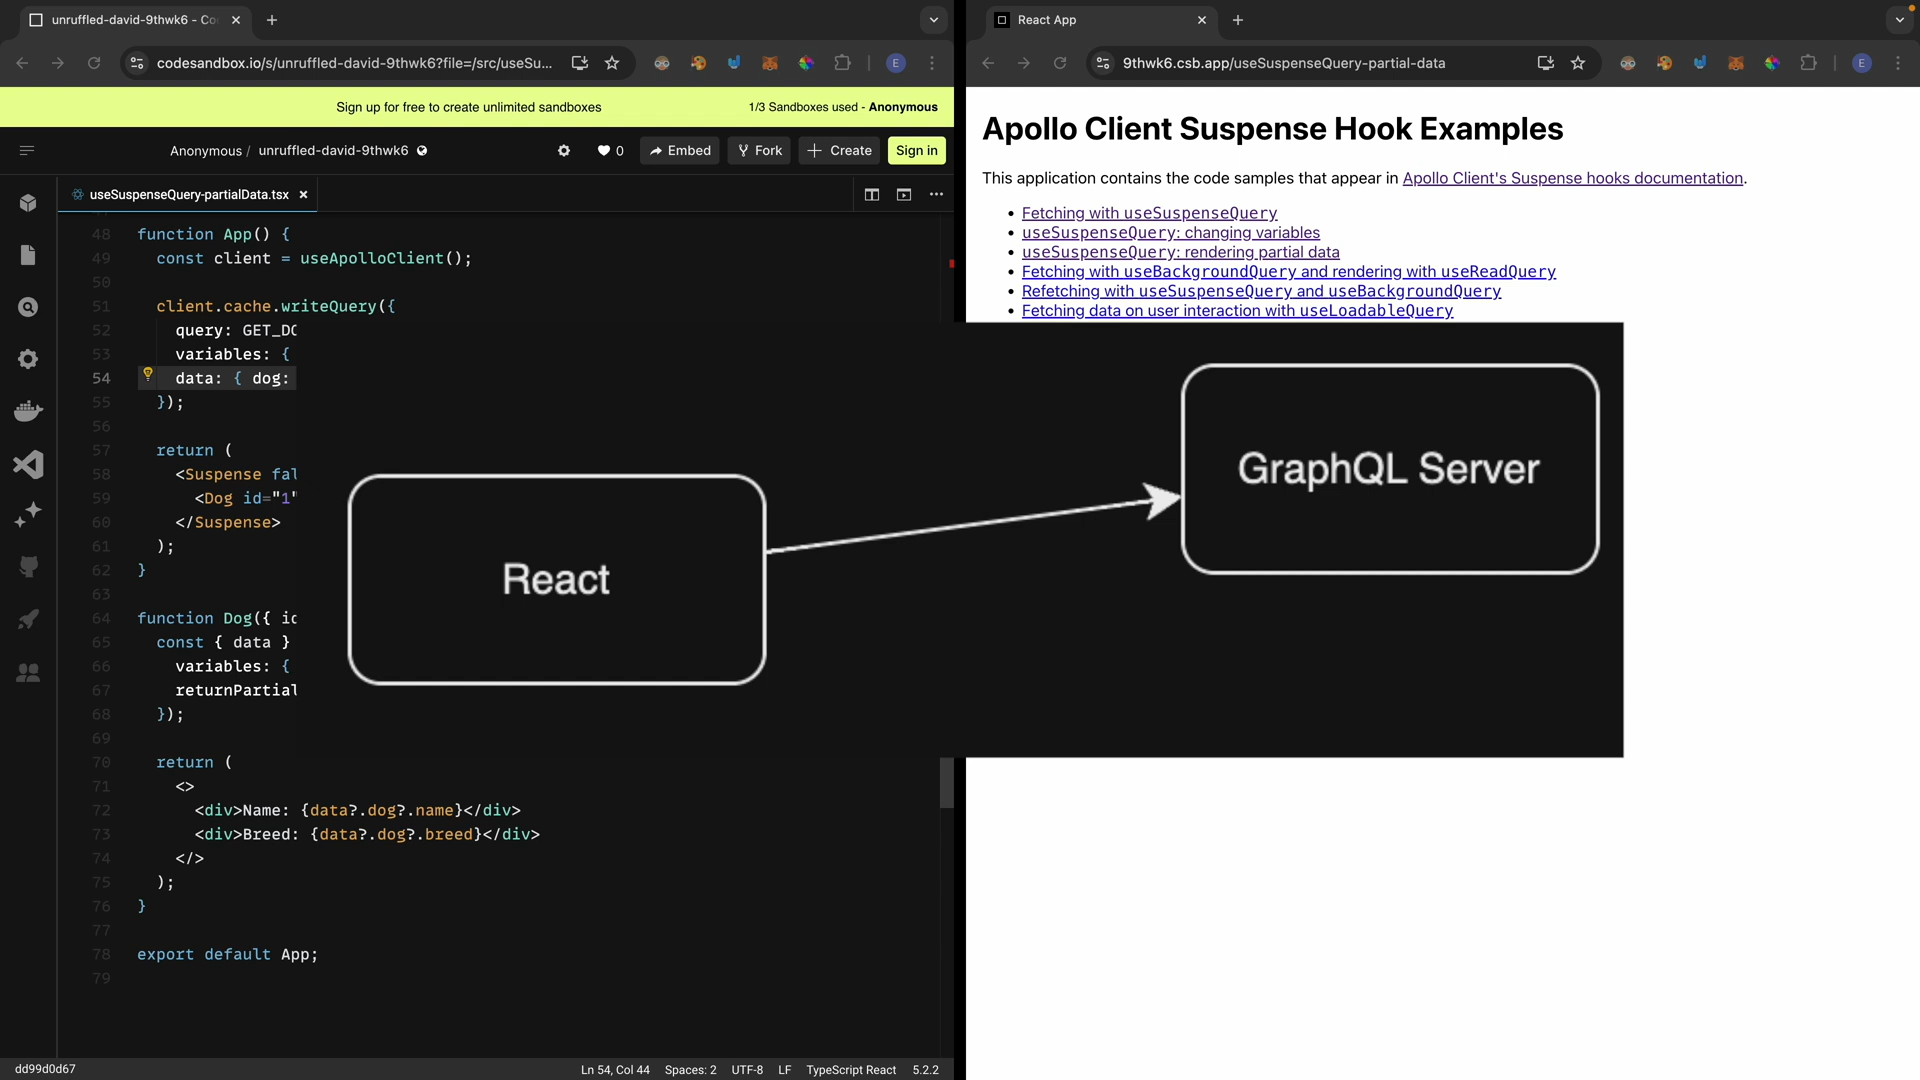 unruffled-david-9thwk6 - Co
codesandbox.io/s/unruffled-david-9thwk6?file=/src/useSu...
E
Sign up for free to create unlimited sandboxes
1/3 Sandboxes used - Anonymous
Anonymous / unruffled-david-9thwk6
0
Embed
Fork
Create
Sign in
useSuspenseQuery-partialData.tsx
48 function App() {
49 const client = useApolloClient();
50
51 client.cache.writeQuery({
52 query: GET_DO
53 variables: {
54 data: { dog:
55 });
56
57 return (
58 <Suspense fal
59 <Dog id="1"
60 </Suspense>
61 );
62 }
63
64 function Dog({ id
65 const { data }
66 variables: {
67 returnPartial
68 });
69
70 return (
71 <>
72 <div>Name: {data?.dog?.name}</div>
73 <div>Breed: {data?.dog?.breed}</div>
74 </>
75 );
76 }
77
78 export default App;
79
dd99d0d67
Ln 54, Col 44
Spaces: 2
UTF-8
LF
TypeScript React
5.2.2
React App
9thwk6.csb.app/useSuspenseQuery-partial-data
E
Apollo Client Suspense Hook Examples
This application contains the code samples that appear in Apollo Client's Suspense hooks documentation.
• Fetching with useSuspenseQuery
• useSuspenseQuery: changing variables
• useSuspenseQuery: rendering partial data
• Fetching with useBackgroundQuery and rendering with useReadQuery
• Refetching with useSuspenseQuery and useBackgroundQuery
• Fetching data on user interaction with useLoadableQuery
React
GraphQL Server